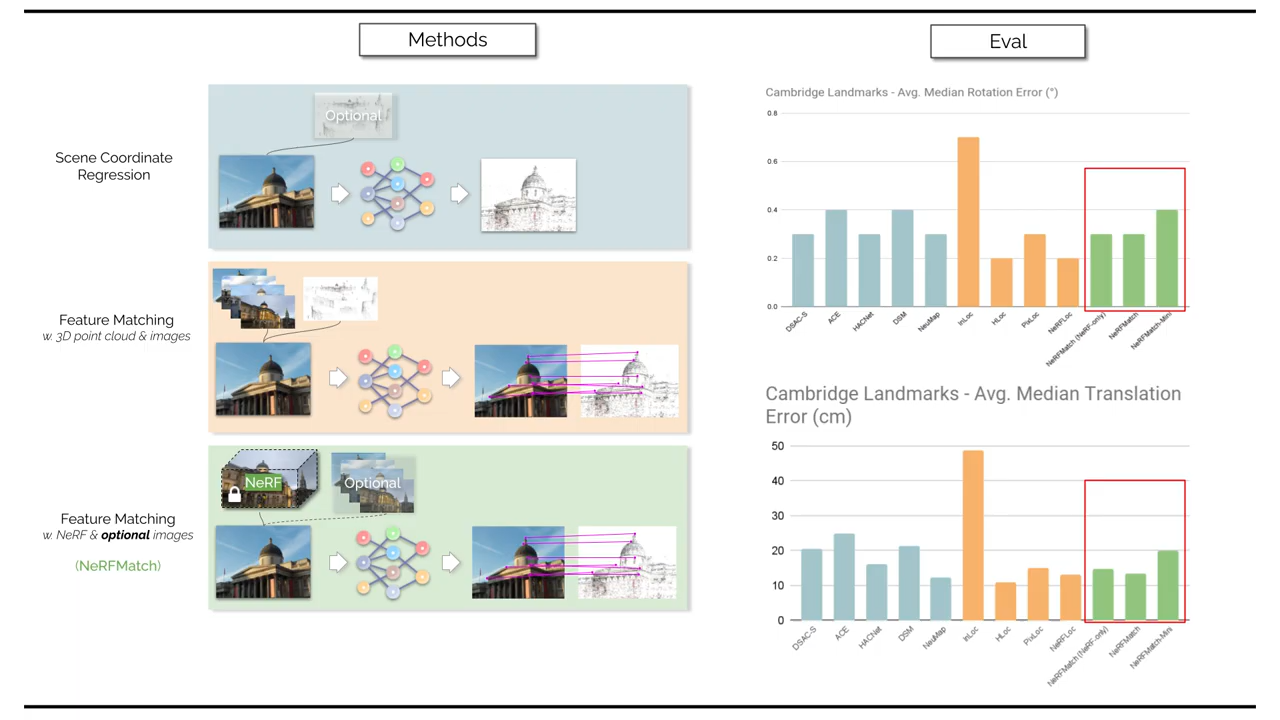 Methods
Eval
Scene Coordinate
Regression
Optional
Feature Matching
w. 3D point cloud & images
NeRF
Optional
Feature Matching
w. NeRF & optional images
(NeRFMatch)
Cambridge Landmarks - Avg. Median Rotation Error (°)
0.8
0.6
0.4
0.2
0.0
DSAC-S
ACE
HACNet
DSM
NeuMap
InLoc
HLoc
PixLoc
NeRFLoc
NeRFMatch (NeRF-only)
NeRFMatch
NeRFMatch-Mini
Cambridge Landmarks - Avg. Median Translation
Error (cm)
50
40
30
20
10
0
DSAC-S
ACE
HACNet
DSM
NeuMap
InLoc
HLoc
PixLoc
NeRFLoc
NeRFMatch (NeRF-only)
NeRFMatch
NeRFMatch-Mini